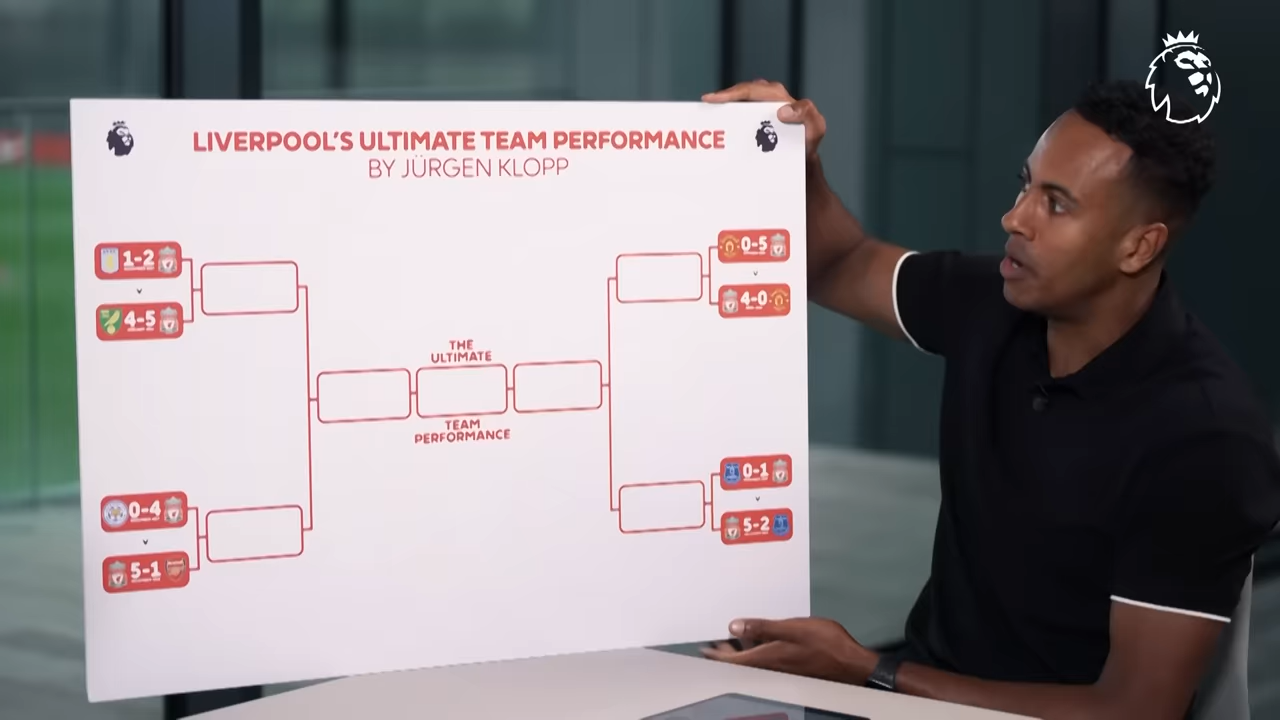 LIVERPOOL'S ULTIMATE TEAM PERFORMANCE
BY JÜRGEN KLOPP
1-2
v
4-5
0-4
v
5-1
THE
ULTIMATE
TEAM
PERFORMANCE
0-5
v
4-0
0-1
v
5-2